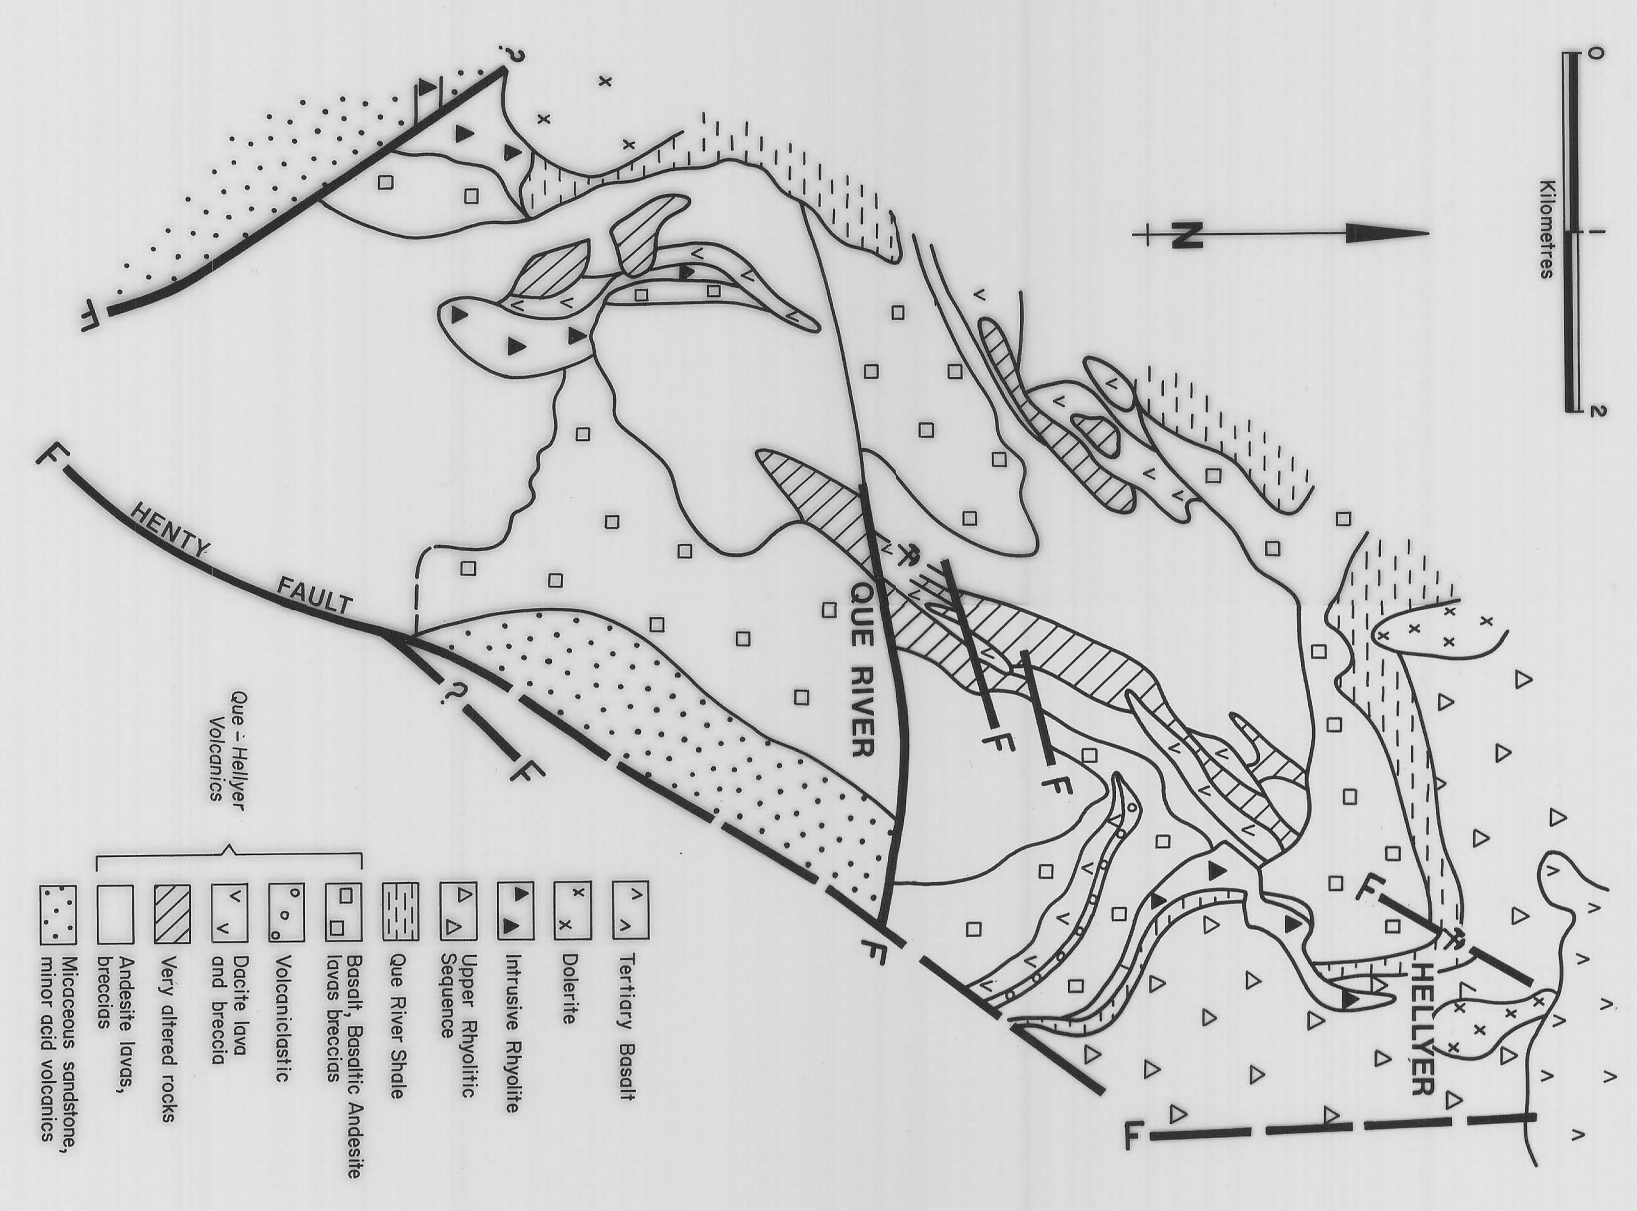 0 1 2
Kilometres
N
?
F
F
HENTY
FAULT
?
F
QUE RIVER
F
F
F
F
HELLYER
F
Que-Hellyer
Volcanics
Tertiary Basalt
Dolerite
Intrusive Rhyolite
Upper Rhyolitic
Sequence
Que River Shale
Basalt, Basaltic Andesite
lavas breccias
Volcaniclastic
Dacite lava
and breccia
Very altered rocks
Andesite lavas,
breccias
Micaceous sandstone,
minor acid volcanics